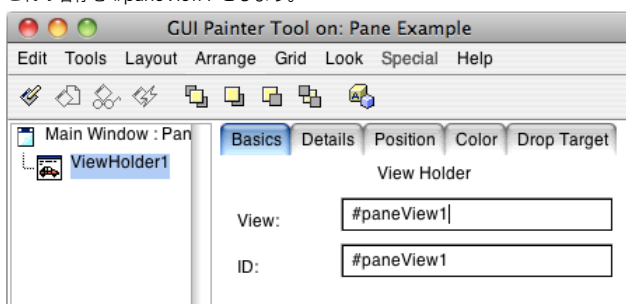 GUI Painter Tool on: Pane Example
Edit Tools Layout Arrange Grid Look Special Help
Main Window : Pan
ViewHolder1
Basics Details Position Color Drop Target
View Holder
View: #paneView1
ID: #paneView1